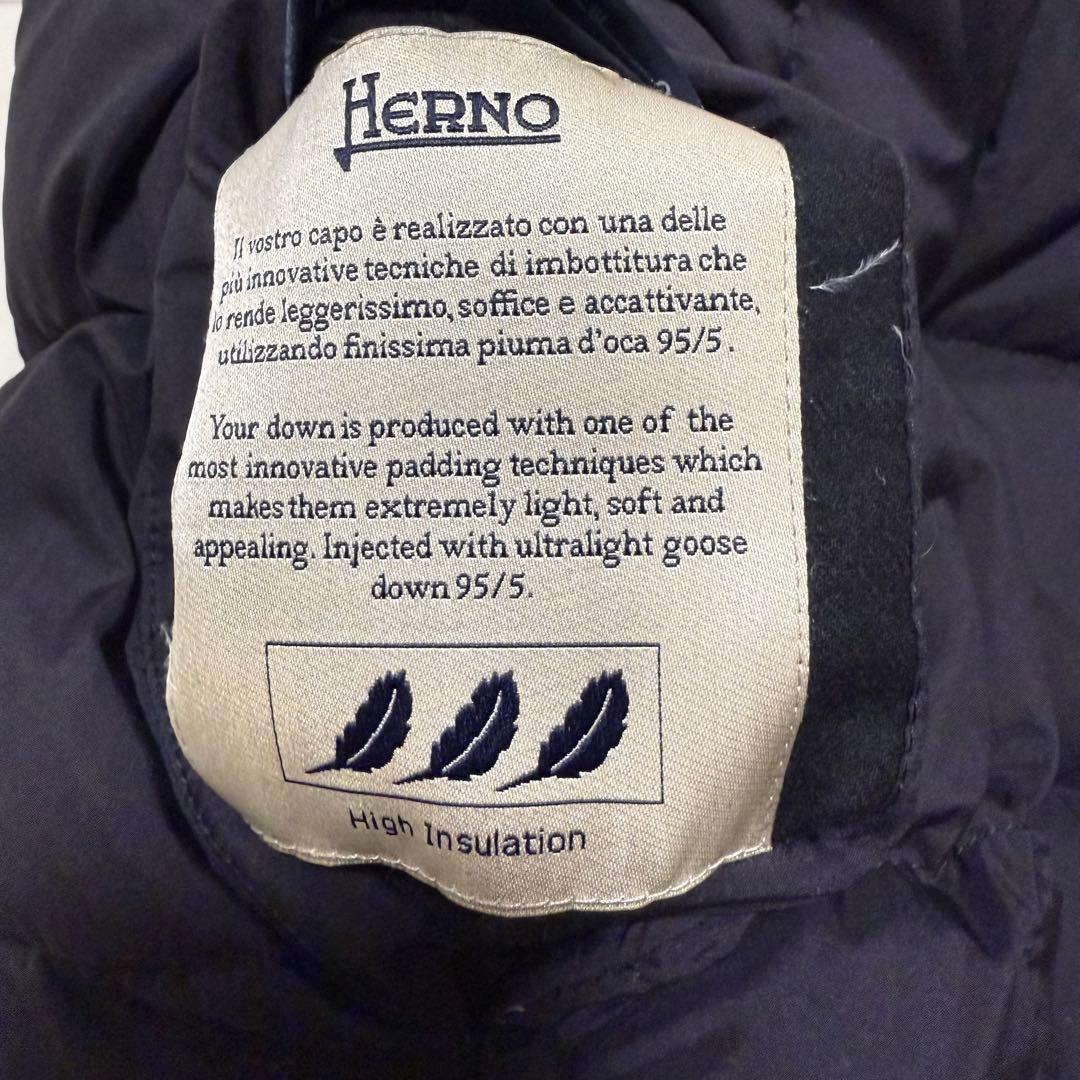 HERNO
Il vostro capo è realizzato con una delle
più innovative tecniche di imbottitura che
lo rende leggerissimo, soffice e accattivante,
utilizzando finissima piuma d'oca 95/5.
Your down is produced with one of the
most innovative padding techniques which
makes them extremely light, soft and
appealing. Injected with ultralight goose
down 95/5.
High Insulation